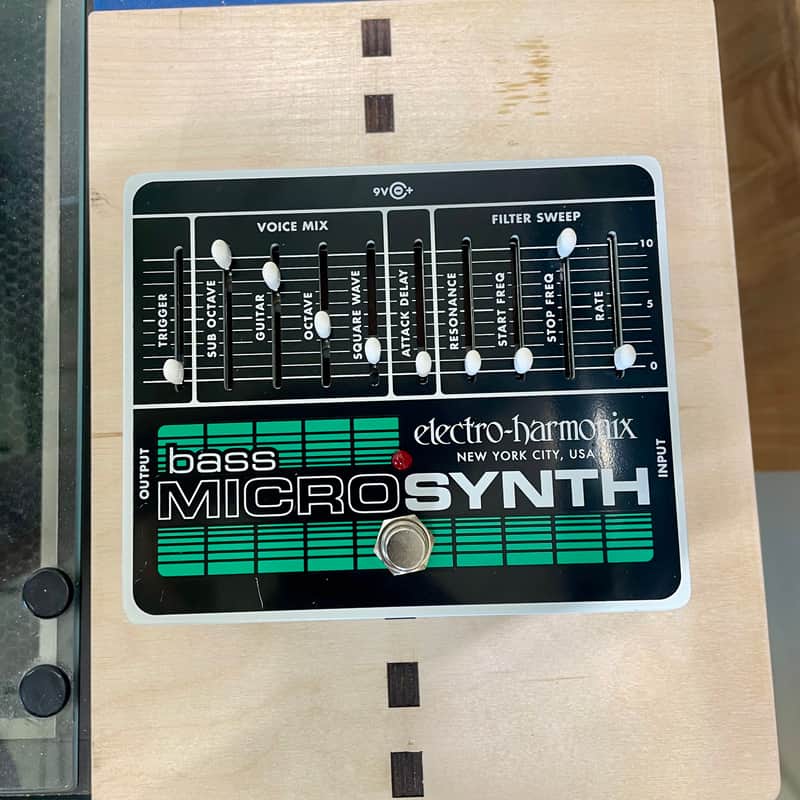 9V +
VOICE MIX
FILTER SWEEP
TRIGGER
SUB OCTAVE
GUITAR
OCTAVE
SQUARE WAVE
ATTACK DELAY
RESONANCE
START FREQ
STOP FREQ
RATE
10
5
0
OUTPUT
electro-harmonix
NEW YORK CITY, USA
INPUT
bass
MICROSYNTH